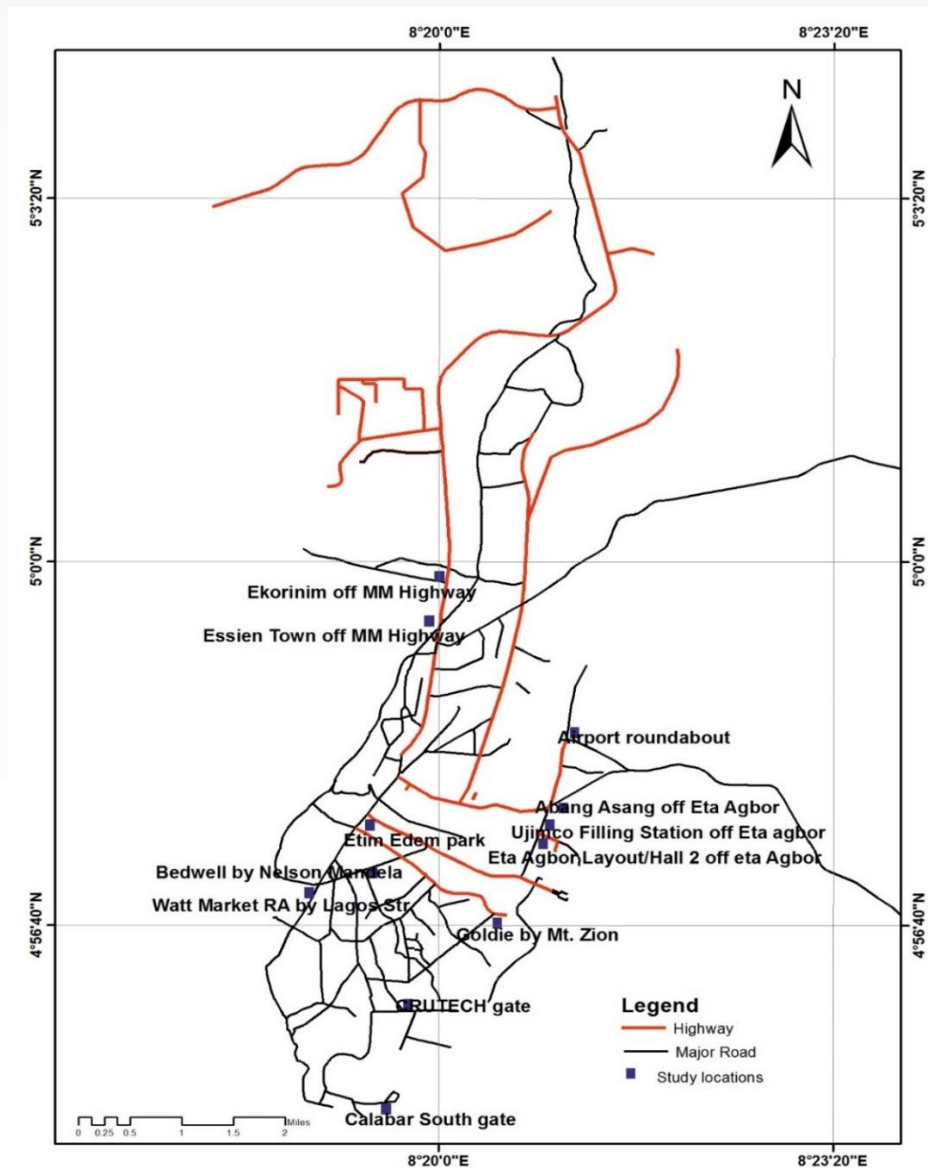 8°20'0"E
8°23'20"E
N
5°3'20"N
5°3'20"N
5°0'0"N
5°0'0"N
Ekorinim off MM Highway
Essien Town off MM Highway
Airport roundabout
Abang Asang off Eta Agbor
Ujimco Filling Station off Eta agbor
Etim Edem park
Eta Agbor Layout/Hall 2 off eta Agbor
Bedwell by Nelson Mandela
Watt Market RA by Lagos Str.
4°56'40"N
4°56'40"N
Goldie by Mt. Zion
CRUTECH gate
Legend
Highway
Major Road
Study locations
Calabar South gate
0 0.25 0.5 1 1.5 2
Miles
8°20'0"E
8°23'20"E